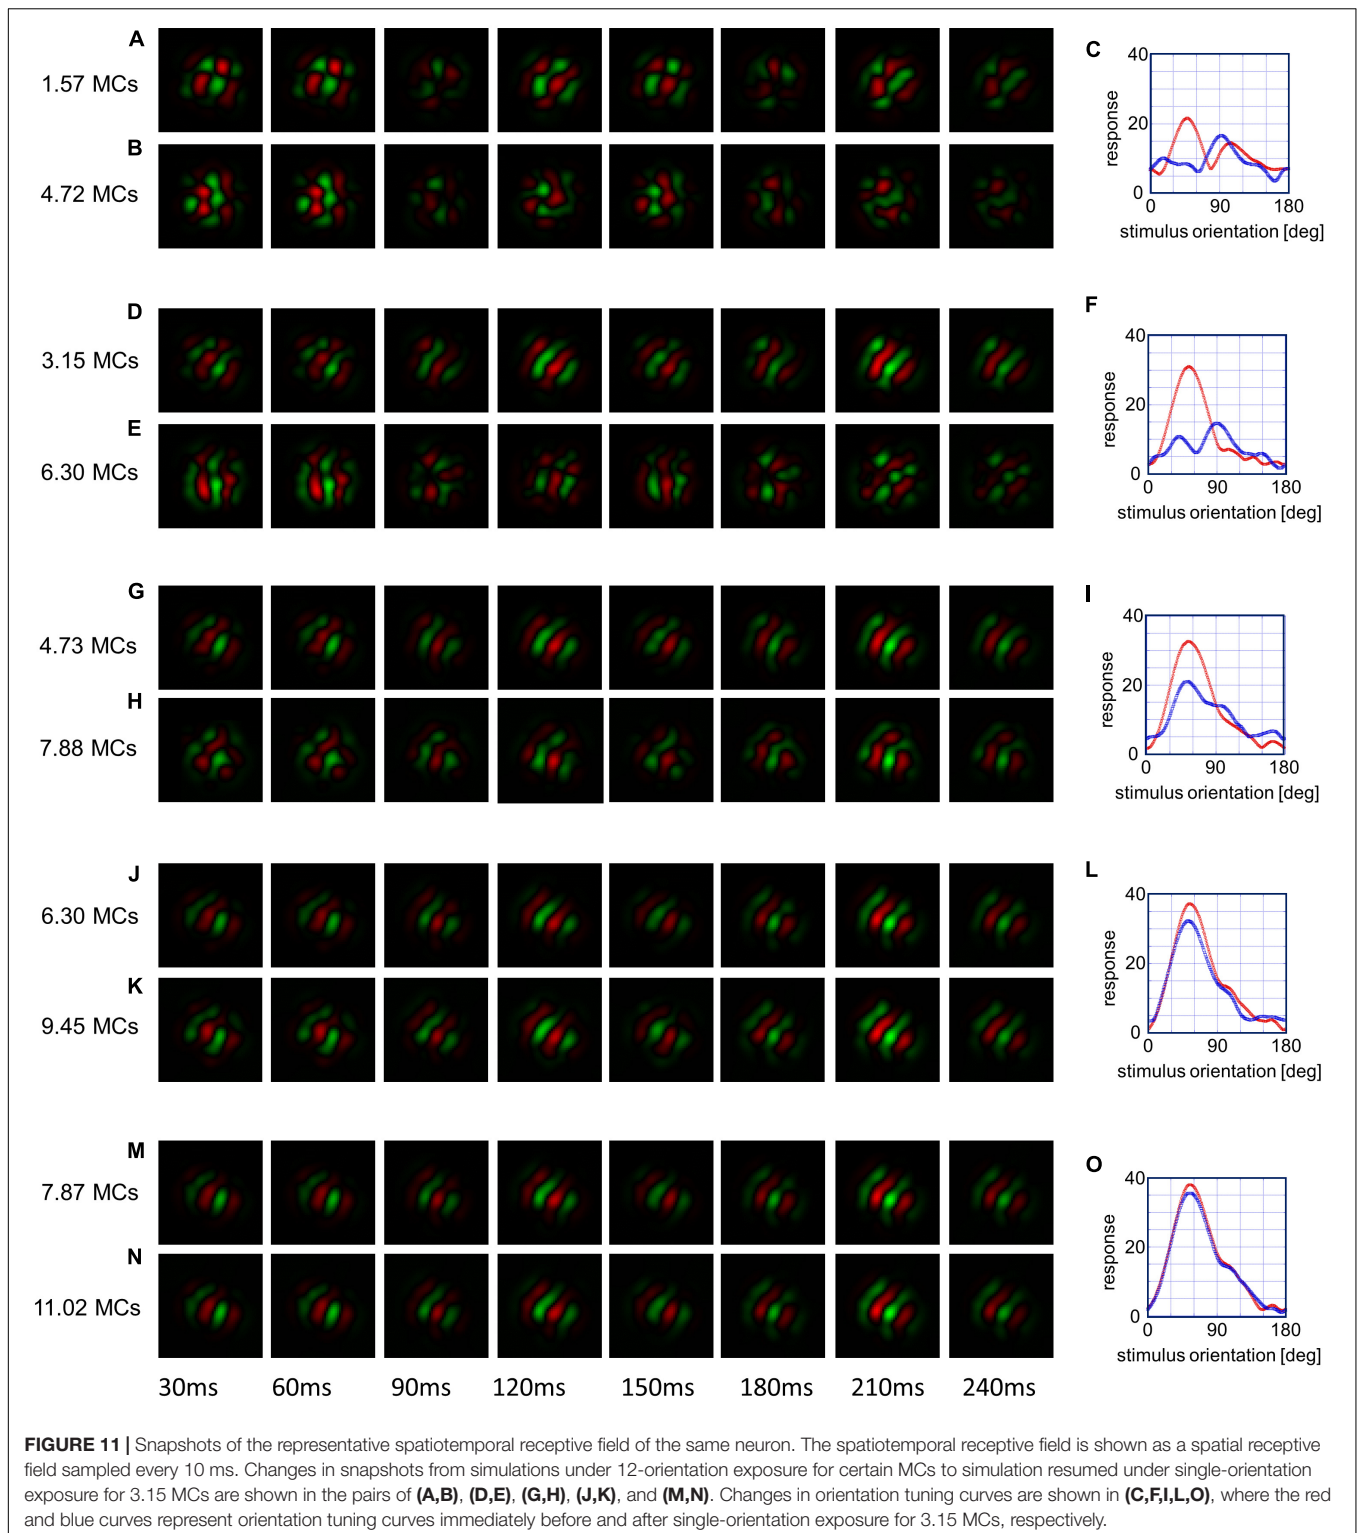 A
1.57 MCs
B
4.72 MCs
C
40
20
0
response
0 90 180
stimulus orientation [deg]
D
3.15 MCs
E
6.30 MCs
F
40
20
0
response
0 90 180
stimulus orientation [deg]
G
4.73 MCs
H
7.88 MCs
I
40
20
0
response
0 90 180
stimulus orientation [deg]
J
6.30 MCs
K
9.45 MCs
L
40
20
0
response
0 90 180
stimulus orientation [deg]
M
7.87 MCs
N
11.02 MCs
O
40
20
0
response
0 90 180
stimulus orientation [deg]
30ms 60ms 90ms 120ms 150ms 180ms 210ms 240ms
FIGURE 11 | Snapshots of the representative spatiotemporal receptive field of the same neuron. The spatiotemporal receptive field is shown as a spatial receptive
field sampled every 10 ms. Changes in snapshots from simulations under 12-orientation exposure for certain MCs to simulation resumed under single-orientation
exposure for 3.15 MCs are shown in the pairs of (A,B), (D,E), (G,H), (J,K), and (M,N). Changes in orientation tuning curves are shown in (C,F,I,L,O), where the red
and blue curves represent orientation tuning curves immediately before and after single-orientation exposure for 3.15 MCs, respectively.